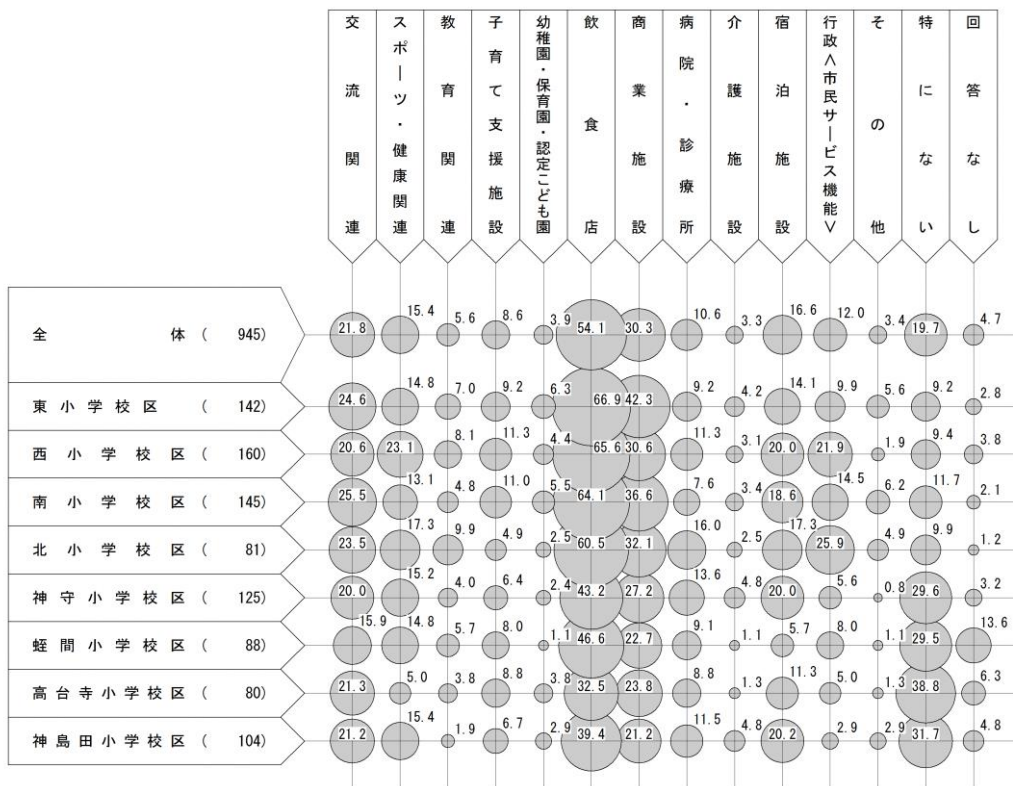 交流関連
スポーツ・健康関連
教育関連
子育て支援施設
幼稚園・保育園・認定こども園
飲食店
商業施設
病院・診療所
介護施設
宿泊施設
行政＜市民サービス機能＞
その他
特にない
回答なし
全体（ 945） 21.8 15.4 5.6 8.6 3.9 54.1 30.3 10.6 3.3 16.6 12.0 3.4 19.7 4.7
東小学校区（ 142） 24.6 14.8 7.0 9.2 6.3 66.9 42.3 9.2 4.2 14.1 9.9 5.6 9.2 2.8
西小学校区（ 160） 20.6 23.1 8.1 11.3 4.4 65.6 30.6 11.3 3.1 20.0 21.9 1.9 9.4 3.8
南小学校区（ 145） 25.5 13.1 4.8 11.0 5.5 64.1 36.6 7.6 3.4 18.6 14.5 6.2 11.7 2.1
北小学校区（ 81） 23.5 17.3 9.9 4.9 2.5 60.5 32.1 16.0 2.5 17.3 25.9 4.9 9.9 1.2
神守小学校区（ 125） 20.0 15.2 4.0 6.4 2.4 43.2 27.2 13.6 4.8 20.0 5.6 0.8 29.6 3.2
蛭間小学校区（ 88） 15.9 14.8 5.7 8.0 1.1 46.6 22.7 9.1 1.1 5.7 8.0 1.1 29.5 13.6
高台寺小学校区（ 80） 21.3 5.0 3.8 8.8 3.8 32.5 23.8 8.8 1.3 11.3 5.0 1.3 38.8 6.3
神島田小学校区（ 104） 21.2 15.4 1.9 6.7 2.9 39.4 21.2 11.5 4.8 20.2 2.9 2.9 31.7 4.8